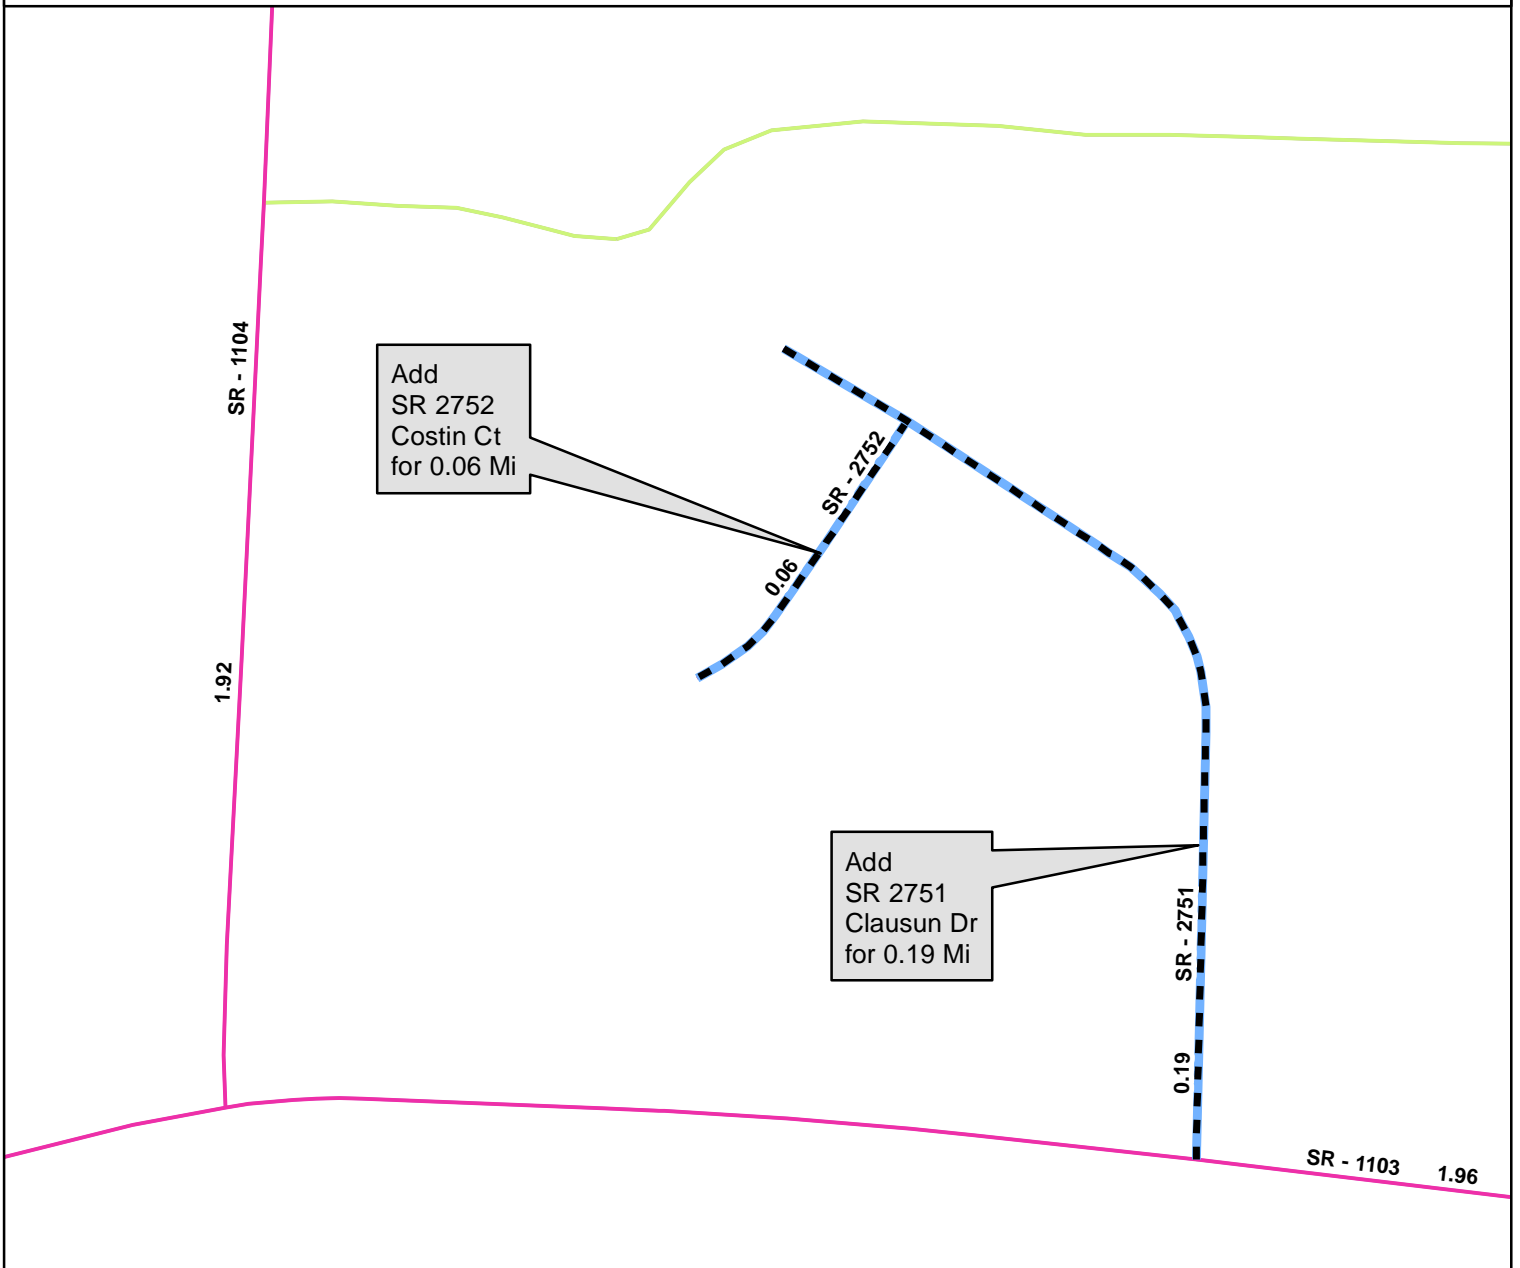 SR - 1104
Add
SR 2752
Costin Ct
for 0.06 Mi
SR - 2752
0.06
1.92
Add
SR 2751
Clausun Dr
for 0.19 Mi
SR - 2751
0.19
SR - 1103
1.96